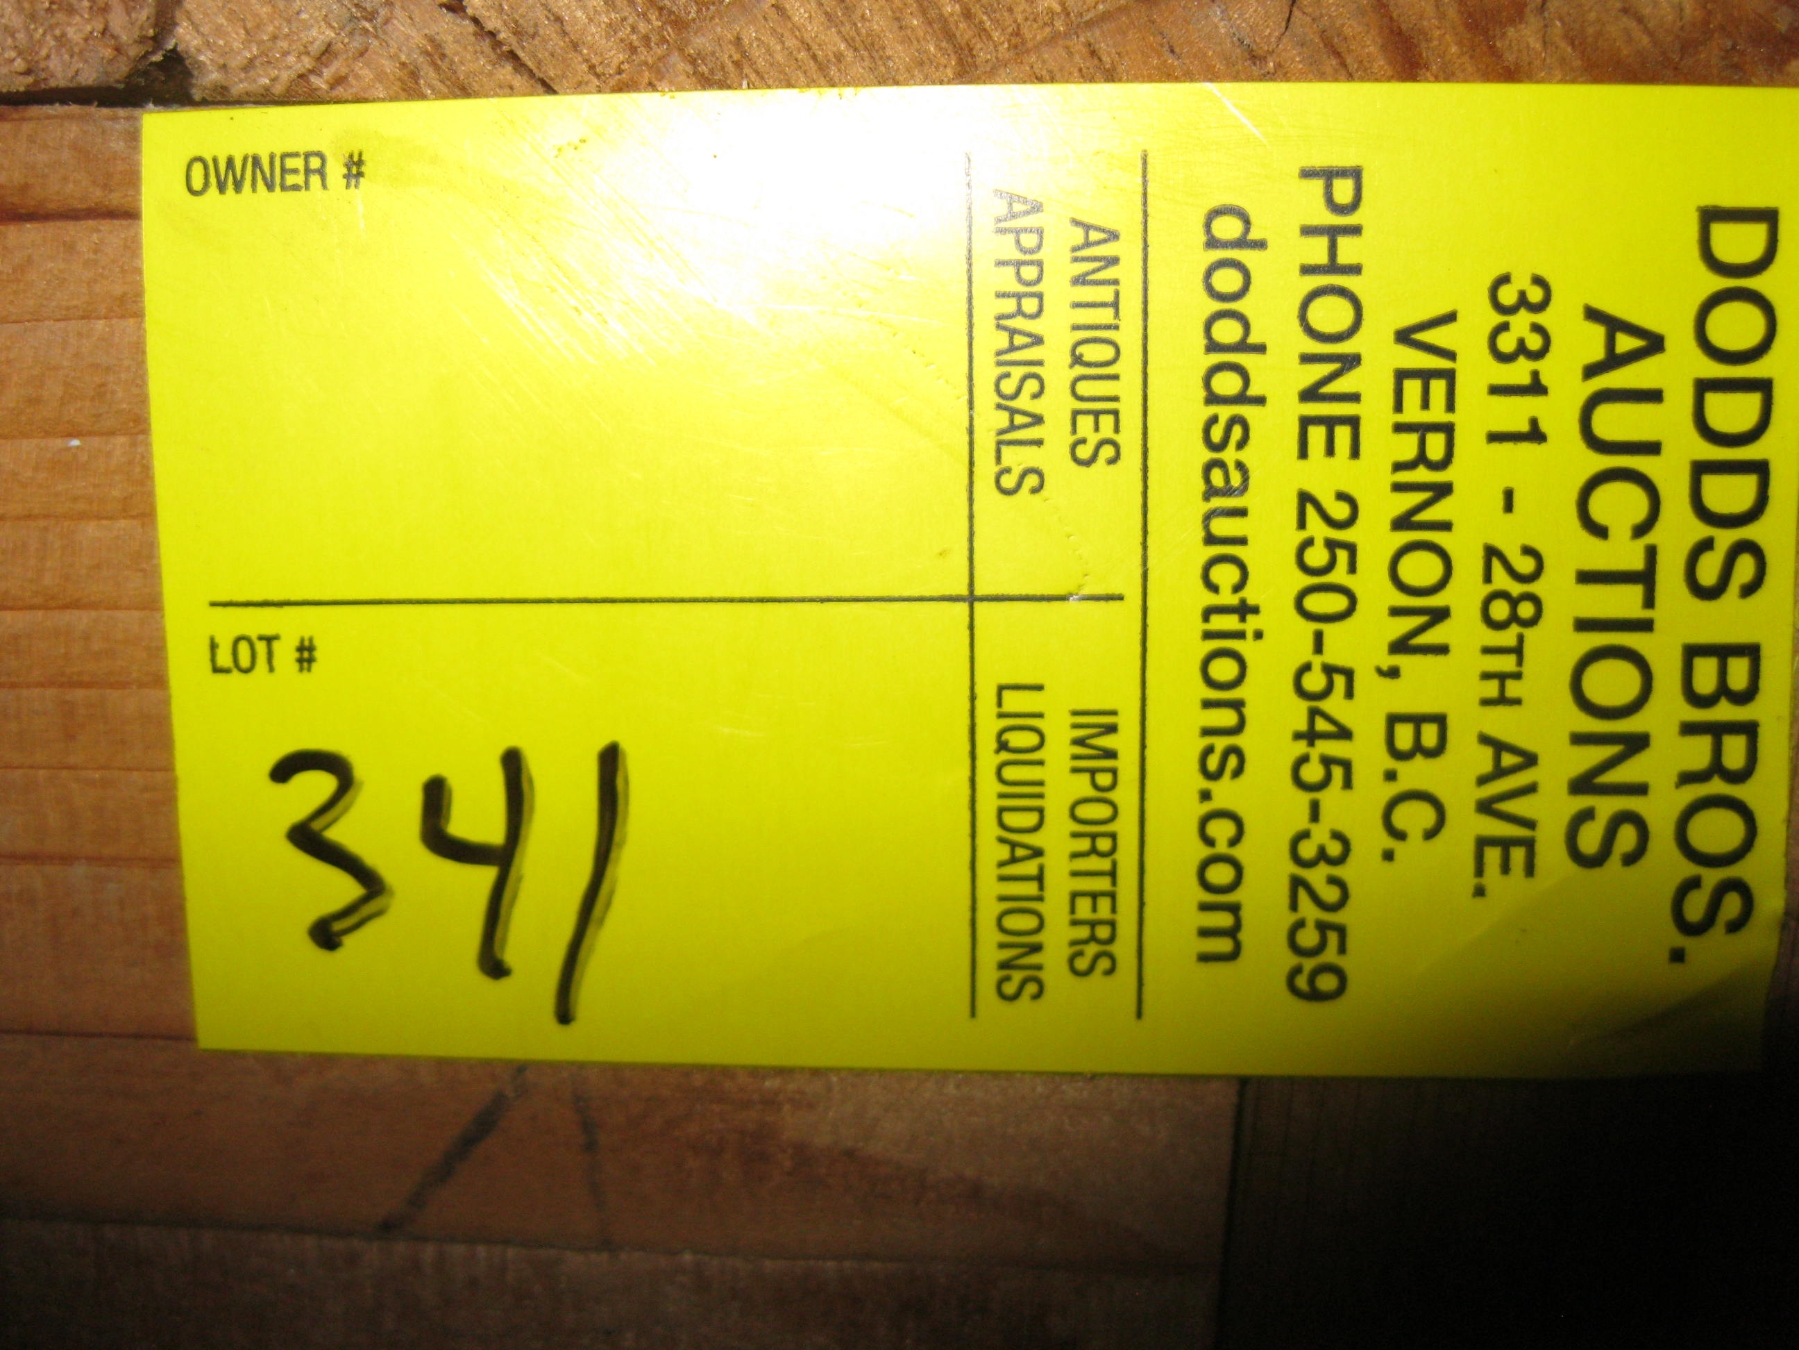 DODDS BROS.
AUCTIONS
3311 - 28TH AVE.
VERNON, B.C.
PHONE 250-545-3259
doddsauctions.com
ANTIQUES
APPRAISALS
IMPORTERS
LIQUIDATIONS
OWNER #
LOT #
341